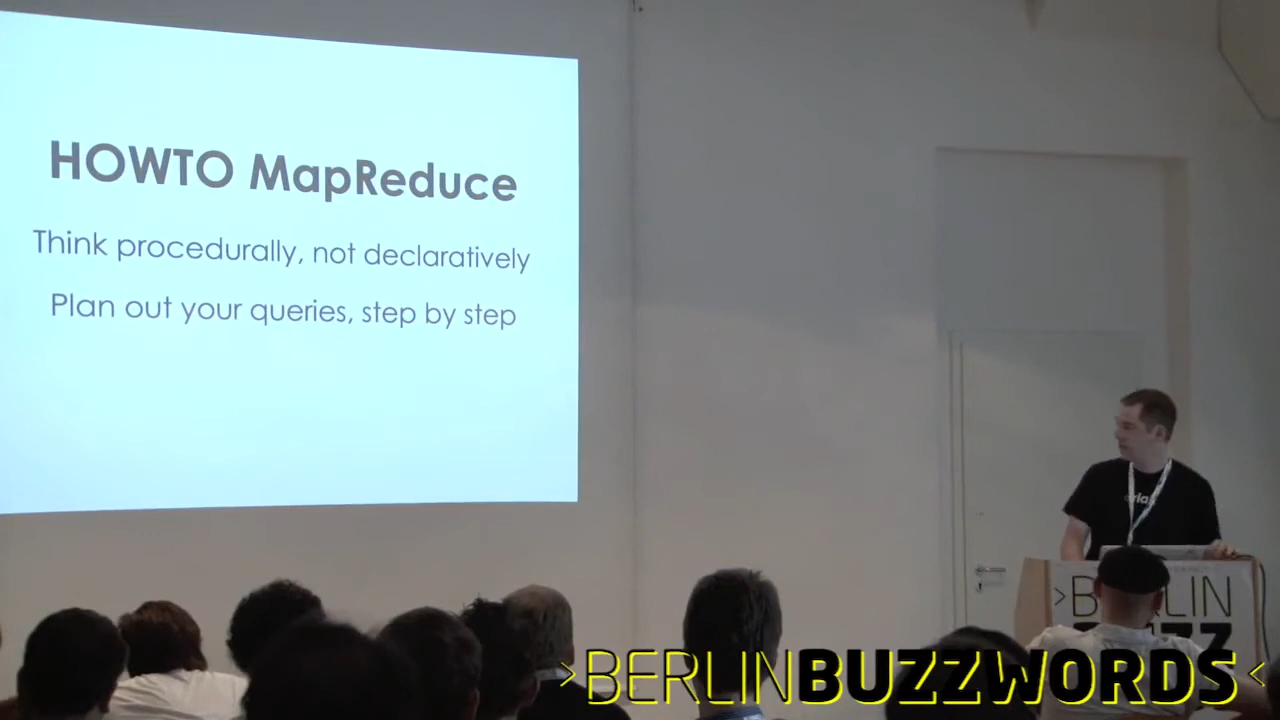 HOWTO MapReduce
Think procedurally, not declaratively
Plan out your queries, step by step
>BERLINBUZZWORDS<